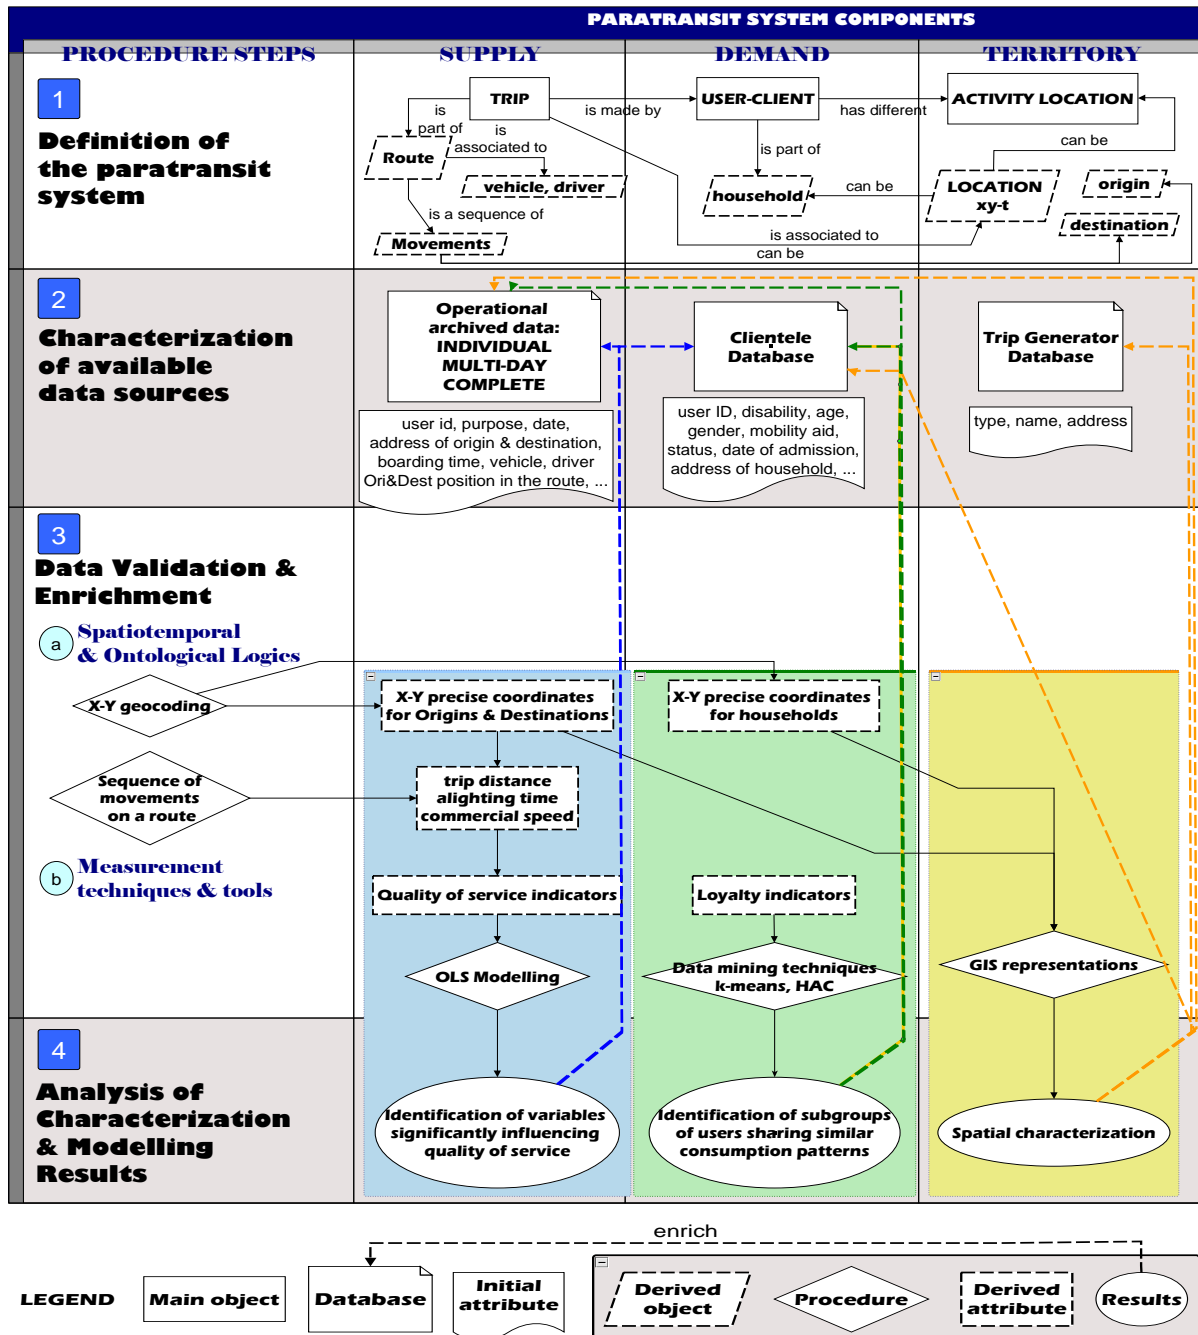 PARATRANSIT SYSTEM COMPONENTS
PROCEDURE STEPS
SUPPLY
DEMAND
TERRITORY
1
Definition of
the paratransit
system
TRIP
is made by
USER-CLIENT
has different
ACTIVITY LOCATION
is
part of
is
associated to
Route
vehicle, driver
is a sequence of
Movements
is part of
household
can be
can be
LOCATION
xy-t
origin
destination
is associated to
can be
2
Characterization
of available
data sources
Operational
archived data:
INDIVIDUAL
MULTI-DAY
COMPLETE
Clientele
Database
Trip Generator
Database
user id, purpose, date,
address of origin & destination,
boarding time, vehicle, driver
Ori&Dest position in the route, ...
user ID, disability, age,
gender, mobility aid,
status, date of admission,
address of household, ...
type, name, address
3
Data Validation &
Enrichment
a
Spatiotemporal
& Ontological Logics
X-Y geocoding
X-Y precise coordinates
for Origins & Destinations
X-Y precise coordinates
for households
Sequence of
movements
on a route
trip distance
alighting time
commercial speed
b
Measurement
techniques & tools
Quality of service indicators
Loyalty indicators
OLS Modelling
Data mining techniques
k-means, HAC
GIS representations
4
Analysis of
Characterization
& Modelling
Results
Identification of variables
significantly influencing
quality of service
Identification of subgroups
of users sharing similar
consumption patterns
Spatial characterization
enrich
LEGEND
Main object
Database
Initial
attribute
Derived
object
Procedure
Derived
attribute
Results